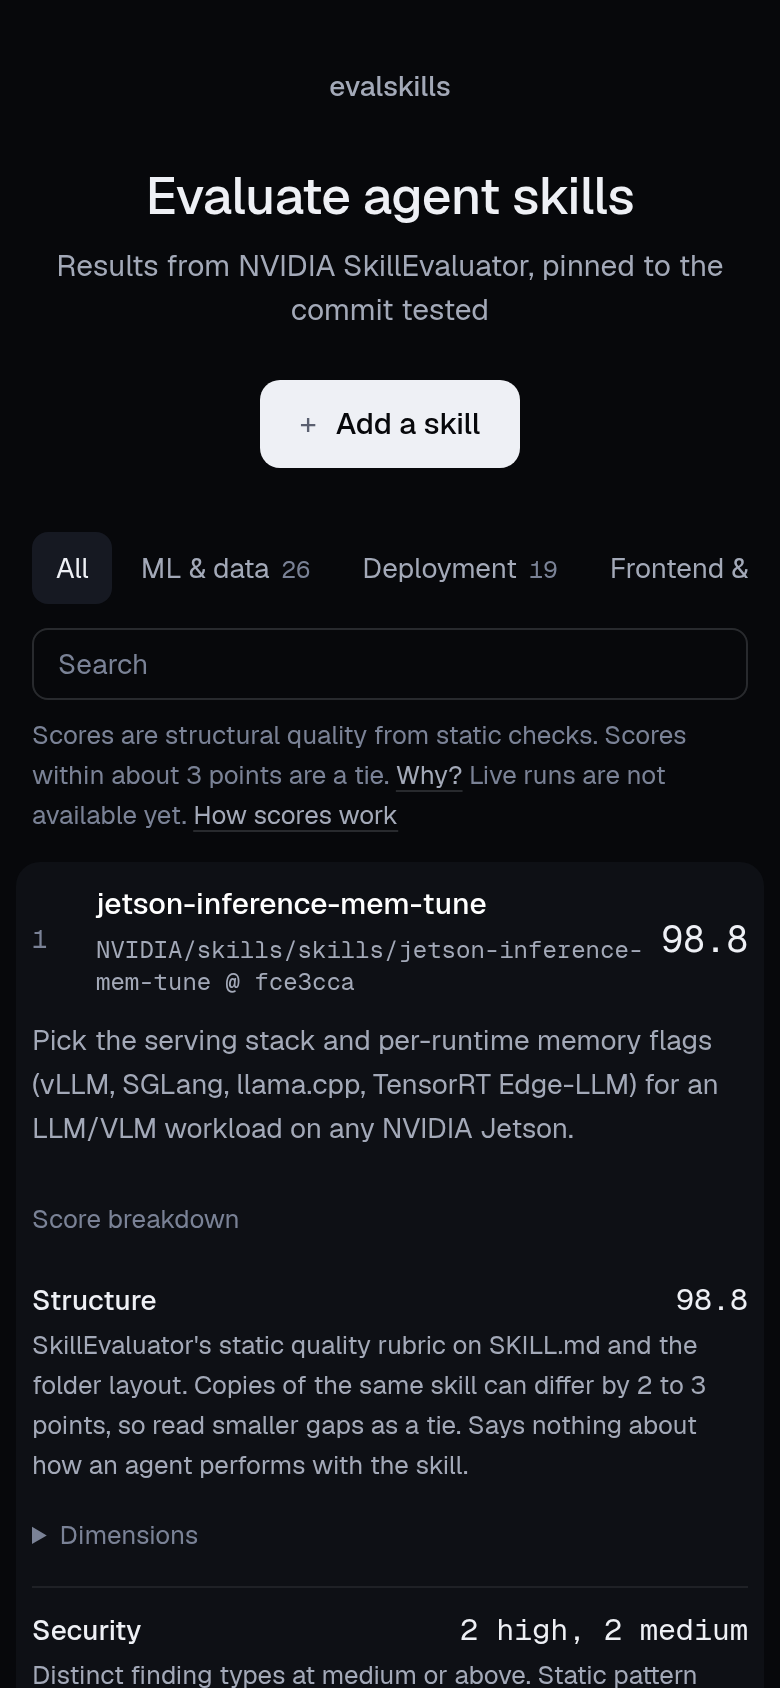 evalskills
Evaluate agent skills
Results from NVIDIA SkillEvaluator, pinned to the
commit tested
+ Add a skill
All ML & data 26 Deployment 19 Frontend &
Search
Scores are structural quality from static checks. Scores
within about 3 points are a tie. Why? Live runs are not
available yet. How scores work
jetson-inference-mem-tune
1 NVIDIA/skills/skills/jetson-inference- 98.8
mem-tune @ fce3cca
Pick the serving stack and per-runtime memory flags
(vLLM, SGLang, llama.cpp, TensorRT Edge-LLM) for an
LLM/VLM workload on any NVIDIA Jetson.
Score breakdown
Structure 98.8
SkillEvaluator's static quality rubric on SKILL.md and the
folder layout. Copies of the same skill can differ by 2 to 3
points, so read smaller gaps as a tie. Says nothing about
how an agent performs with the skill.
Dimensions
Security 2 high, 2 medium
Distinct finding types at medium or above. Static pattern